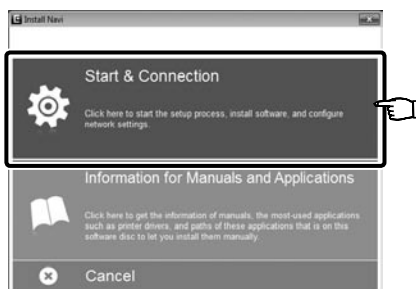 Install Navi
Start & Connection
Click here to start the setup process, install software, and configure
network settings.
Information for Manuals and Applications
Click here to get the information of manuals, the most-used applications
such as printer drivers, and paths of these applications that is on this
software disc to let you install them manually.
Cancel